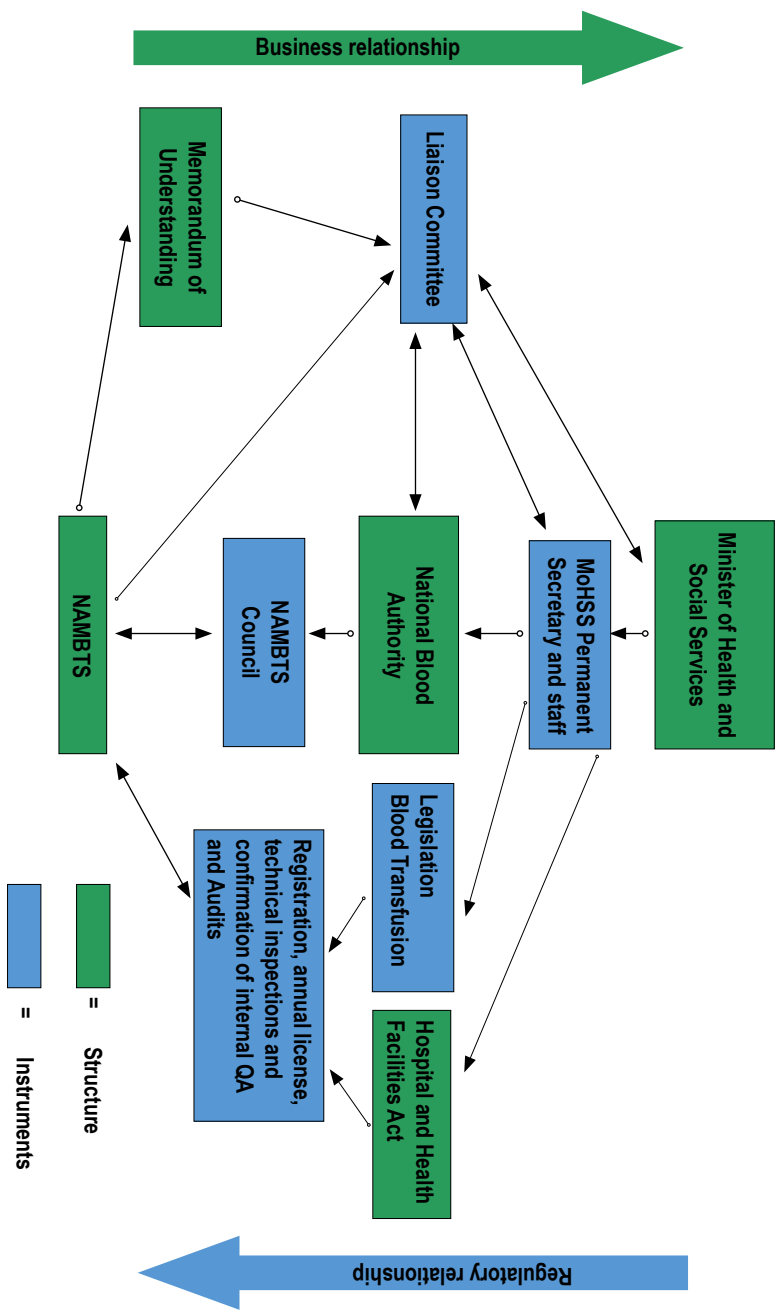 Business relationship
Minister of Health and
Social Services
MoHSS Permanent
Secretary and staff
Liaison Committee
National Blood
Authority
Legislation
Blood Transfusion
Hospital and Health
Facilities Act
Memorandum of
Understanding
NAMBTS
Council
Registration, annual license,
technical inspections and
confirmation of internal QA
and Audits
NAMBTS
= Structure
= Instruments
Regulatory relationship